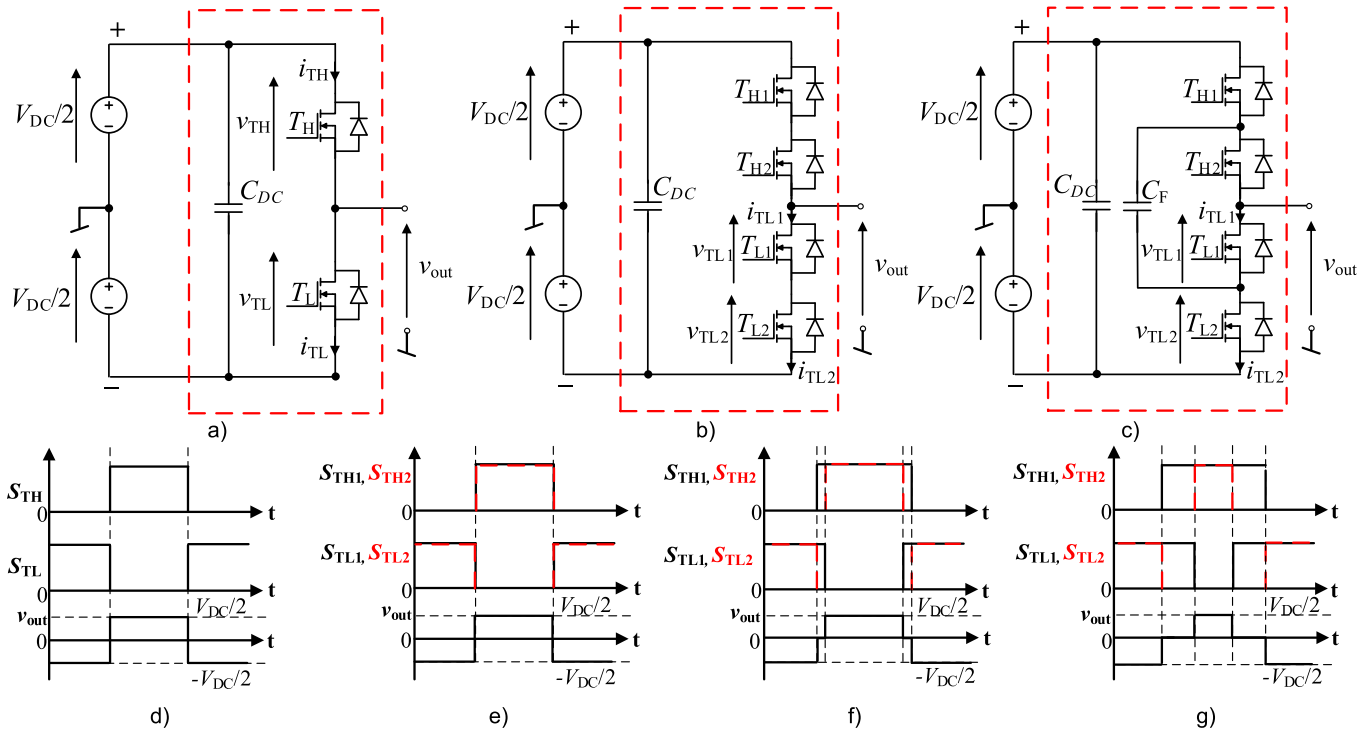 +
i_TH
V_DC/2
v_TH
T_H
C_DC
V_DC/2
v_TL
T_L
v_out
i_TL
−
a)
+
T_H1
V_DC/2
T_H2
C_DC
i_TL1
v_TL1
T_L1
v_out
V_DC/2
v_TL2
T_L2
i_TL2
−
b)
+
T_H1
V_DC/2
T_H2
C_DC
C_F
i_TL1
v_TL1
T_L1
v_out
V_DC/2
v_TL2
T_L2
i_TL2
−
c)
S_TH
0
t
S_TL
0
V_DC/2
v_out
0
t
-V_DC/2
d)
S_TH1, S_TH2
0
t
S_TL1, S_TL2
0
V_DC/2
v_out
0
t
-V_DC/2
e)
S_TH1, S_TH2
0
t
S_TL1, S_TL2
0
V_DC/2
v_out
0
t
-V_DC/2
f)
S_TH1, S_TH2
0
t
S_TL1, S_TL2
0
V_DC/2
v_out
0
t
-V_DC/2
g)